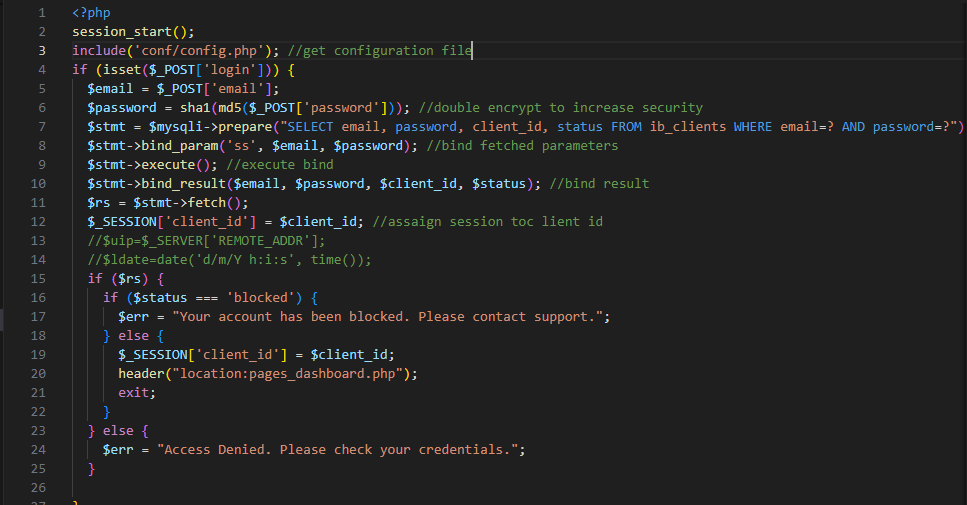 1 <?php
2 session_start();
3 include('conf/config.php'); //get configuration file
4 if (isset($_POST['login'])) {
5 $email = $_POST['email'];
6 $password = sha1(md5($_POST['password'])); //double encrypt to increase security
7 $stmt = $mysqli->prepare("SELECT email, password, client_id, status FROM ib_clients WHERE email=? AND password=?")
8 $stmt->bind_param('ss', $email, $password); //bind fetched parameters
9 $stmt->execute(); //execute bind
10 $stmt->bind_result($email, $password, $client_id, $status); //bind result
11 $rs = $stmt->fetch();
12 $_SESSION['client_id'] = $client_id; //assaign session toc lient id
13 //$uip=$_SERVER['REMOTE_ADDR'];
14 //$ldate=date('d/m/Y h:i:s', time());
15 if ($rs) {
16 if ($status === 'blocked') {
17 $err = "Your account has been blocked. Please contact support.";
18 } else {
19 $_SESSION['client_id'] = $client_id;
20 header("location:pages_dashboard.php");
21 exit;
22 }
23 } else {
24 $err = "Access Denied. Please check your credentials.";
25 }
26